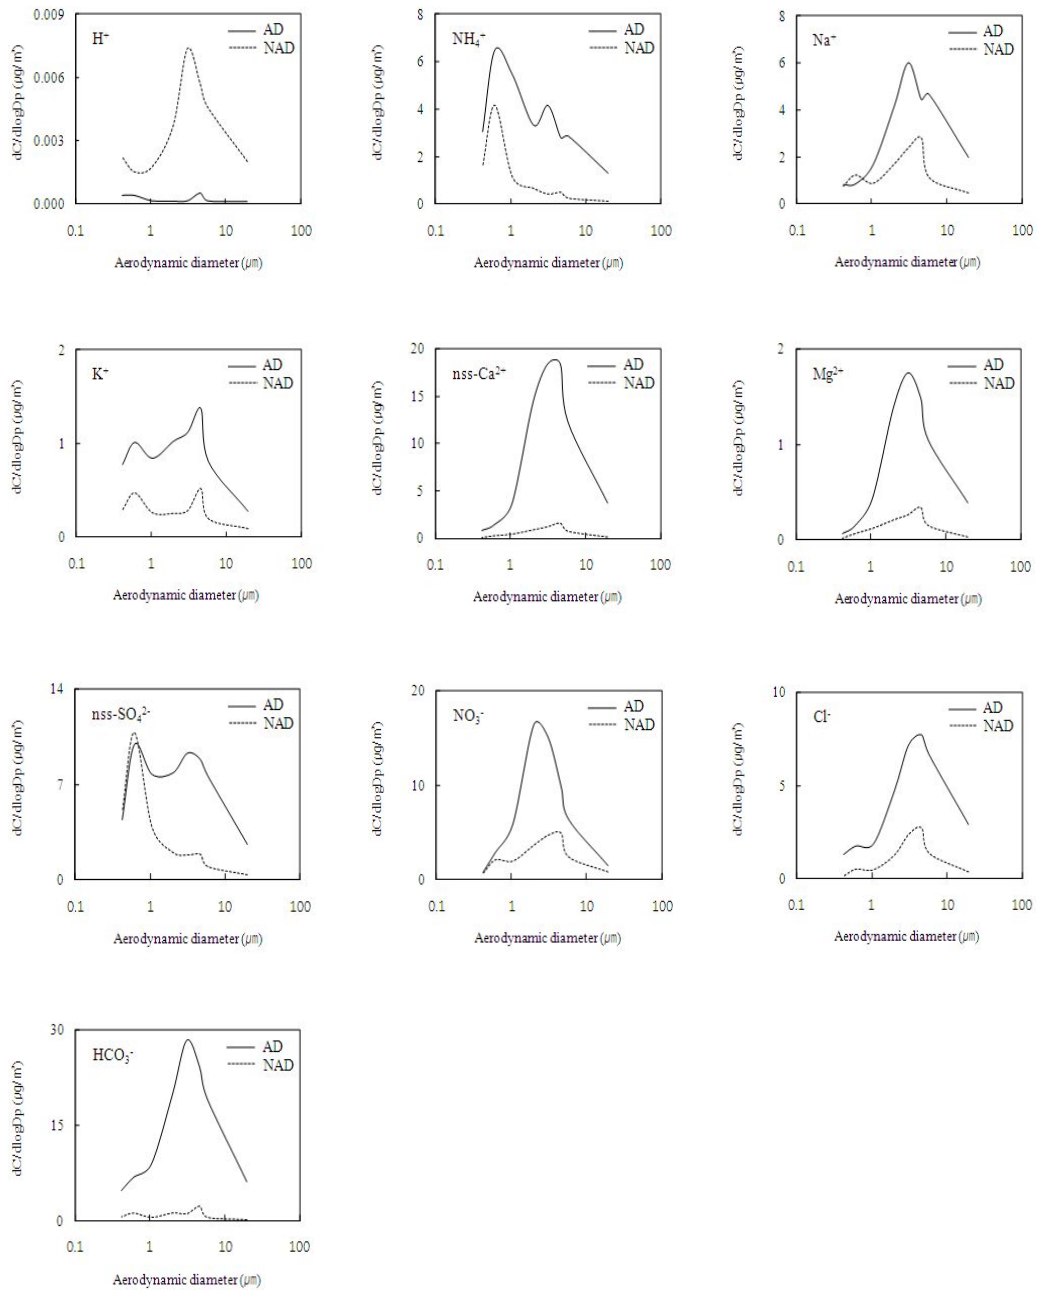 H⁺
AD
NAD
dC/dlogDp (㎍/㎥)
0.009
0.006
0.003
0.000
0.1 1 10 100
Aerodynamic diameter (㎛)
NH₄⁺
AD
NAD
dC/dlogDp (㎍/㎥)
8
6
4
2
0
0.1 1 10 100
Aerodynamic diameter (㎛)
Na⁺
AD
NAD
dC/dlogDp (㎍/㎥)
8
6
4
2
0
0.1 1 10 100
Aerodynamic diameter (㎛)
K⁺
AD
NAD
dC/dlogDp (㎍/㎥)
2
1
0
0.1 1 10 100
Aerodynamic diameter (㎛)
nss-Ca²⁺
AD
NAD
dC/dlogDp (㎍/㎥)
20
15
10
5
0
0.1 1 10 100
Aerodynamic diameter (㎛)
Mg²⁺
AD
NAD
dC/dlogDp (㎍/㎥)
2
1
0
0.1 1 10 100
Aerodynamic diameter (㎛)
nss-SO₄²⁻
AD
NAD
dC/dlogDp (㎍/㎥)
14
7
0
0.1 1 10 100
Aerodynamic diameter (㎛)
NO₃⁻
AD
NAD
dC/dlogDp (㎍/㎥)
20
10
0
0.1 1 10 100
Aerodynamic diameter (㎛)
Cl⁻
AD
NAD
dC/dlogDp (㎍/㎥)
10
5
0
0.1 1 10 100
Aerodynamic diameter (㎛)
HCO₃⁻
AD
NAD
dC/dlogDp (㎍/㎥)
30
15
0
0.1 1 10 100
Aerodynamic diameter (㎛)